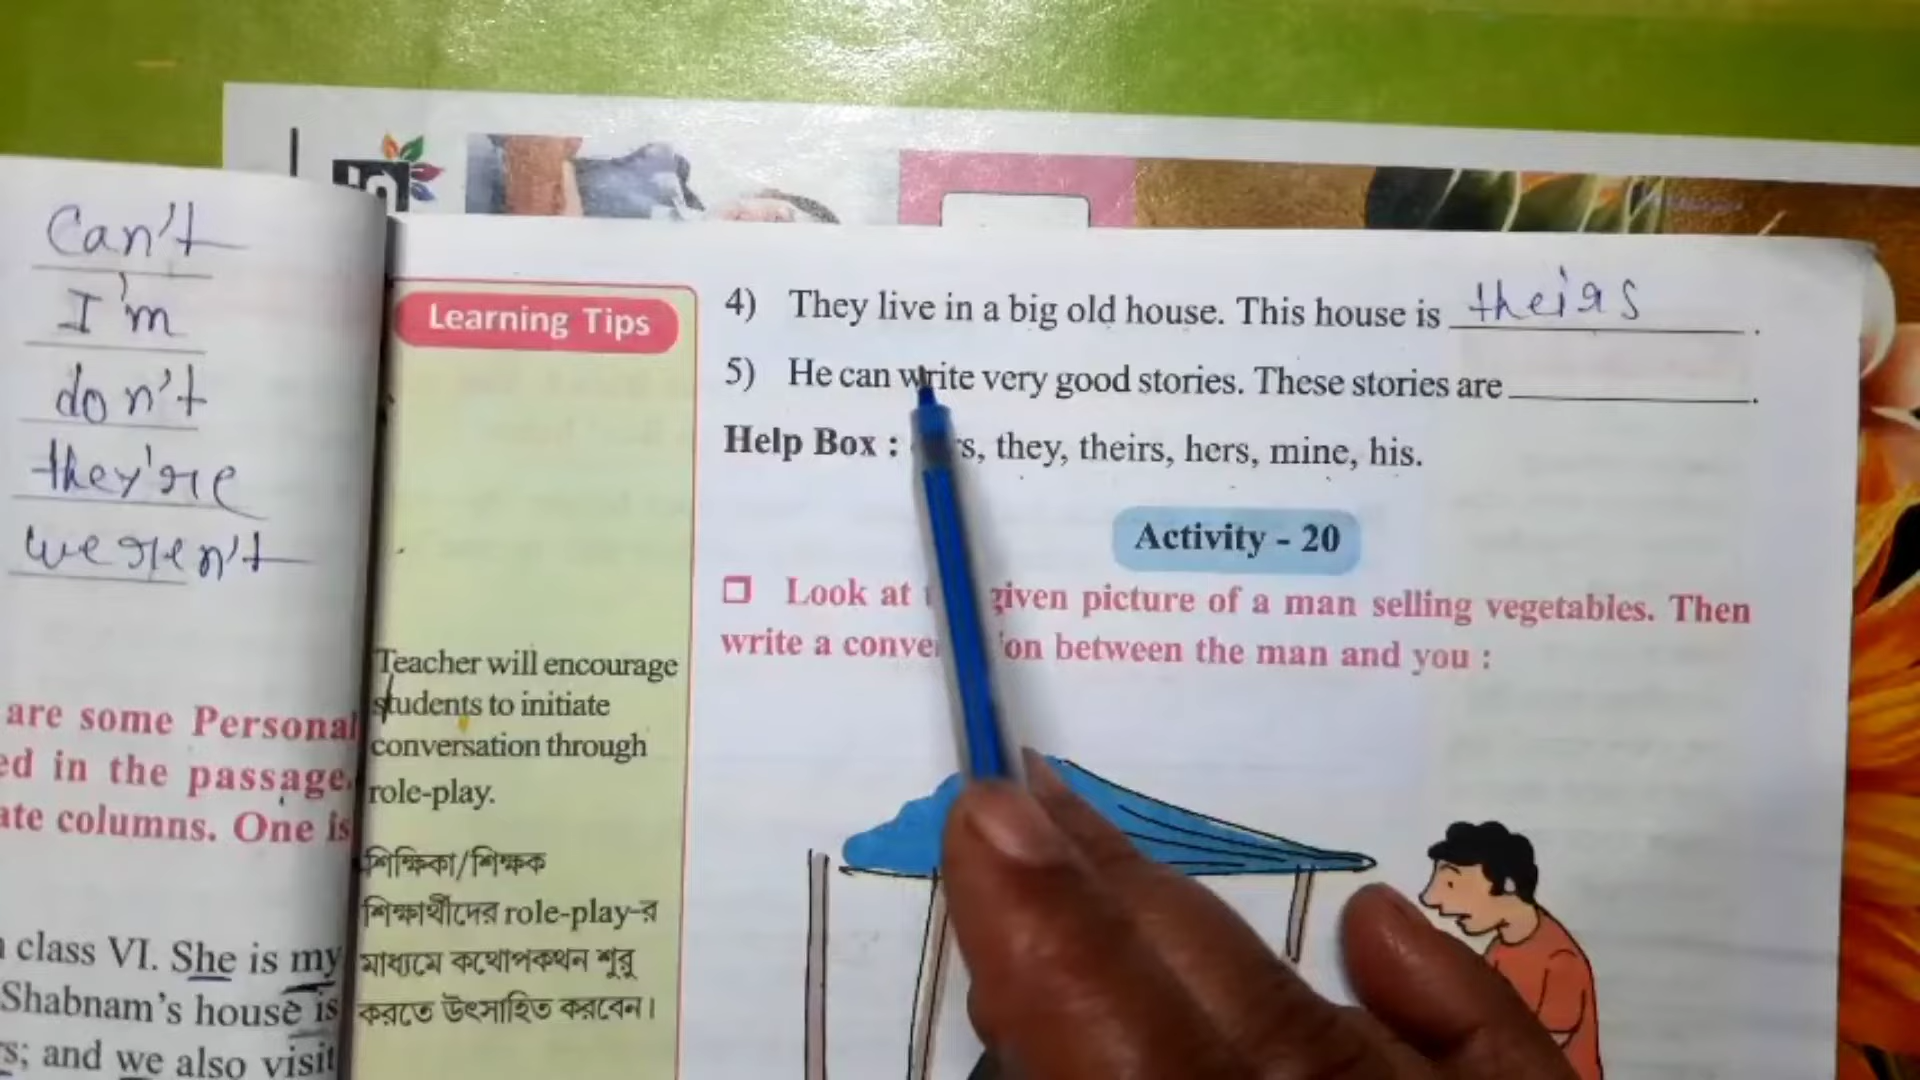 can't
I'm
don't
they're
weren't
are some Personal
ed in the passage.
ate columns. One is
class VI. She is my
Shabnam's house is
s; and we also visit
Learning Tips
Teacher will encourage
students to initiate
conversation through
role-play.
শিক্ষিকা/শিক্ষক
শিক্ষার্থীদের role-play-র
মাধ্যমে কথোপকথন শুরু
করতে উৎসাহিত করবেন।
4) They live in a big old house. This house is theirs.
5) He can write very good stories. These stories are ________.
Help Box : they, theirs, hers, mine, his.
Activity - 20
❒ Look at given picture of a man selling vegetables. Then
write a between the man and you :